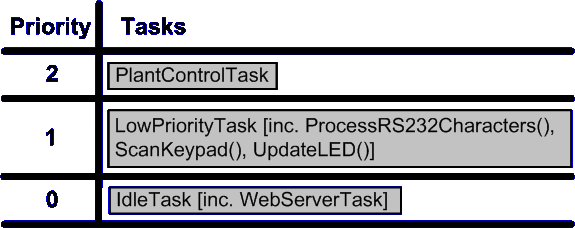 Priority Tasks
2 PlantControlTask
1 LowPriorityTask [inc. ProcessRS232Characters(),
ScanKeypad(), UpdateLED()]
0 IdleTask [inc. WebServerTask]